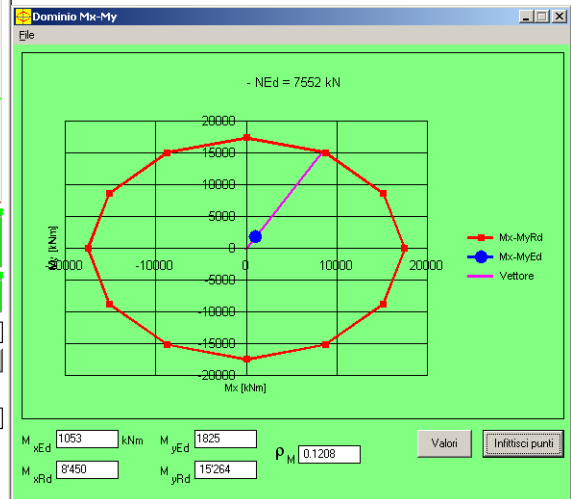 Dominio Mx-My
File
- NEd = 7552 kN
20000
15000
10000
5000
0
-5000
-10000
-15000
-20000
-20000 -10000 0 10000 20000
My [kNm]
Mx [kNm]
Mx-MyRd
Mx-MyEd
Vettore
M xEd 1053 kNm M yEd 1825
ρ M 0.1208
M xRd 8'450 M yRd 15'264
Valori
Infittisci punti